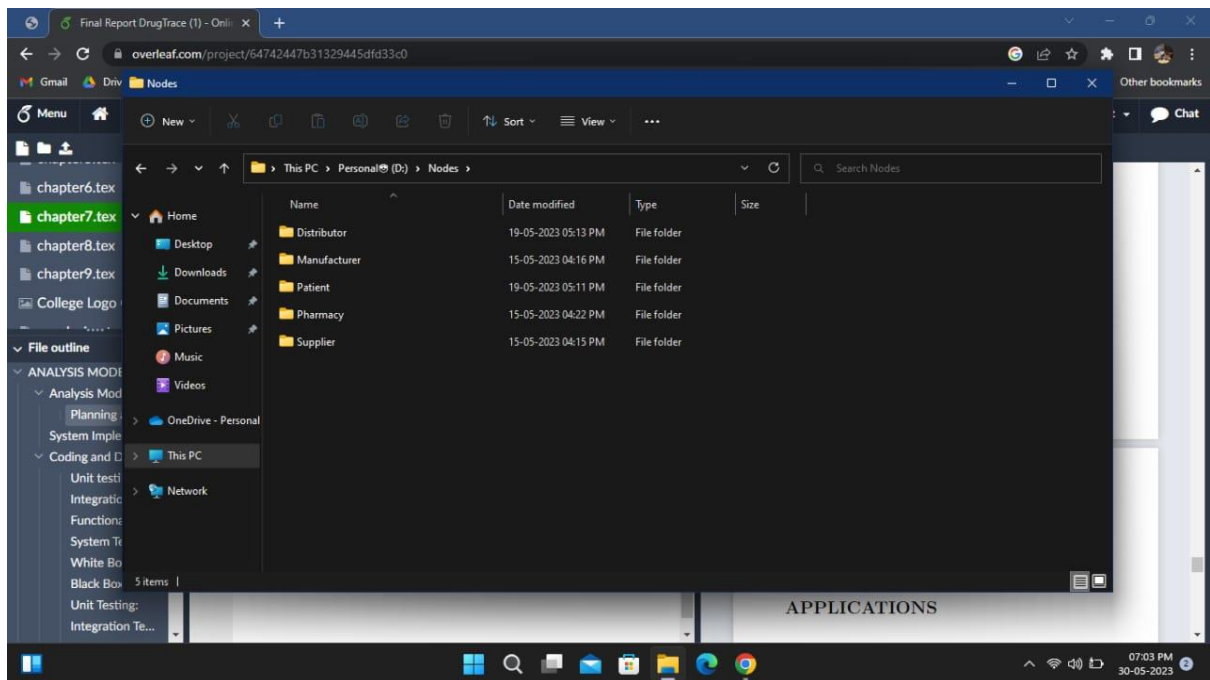 Final Report DrugTrace (1) - Onli
overleaf.com/project/64742447b31329445dfd33c0
Gmail Driv Nodes Other bookmarks
Menu New Sort View Chat
This PC > Personal (D:) > Nodes > Search Nodes
chapter6.tex
chapter7.tex
chapter8.tex
chapter9.tex
College Logo
File outline
ANALYSIS MODE
Analysis Mod
Planning
System Imple
Coding and D
Unit testi
Integratio
Functiona
System Te
White Bo
Black Box
Unit Testing:
Integration Te...
Home
Desktop
Downloads
Documents
Pictures
Music
Videos
OneDrive - Personal
This PC
Network
Name Date modified Type Size
Distributor 19-05-2023 05:13 PM File folder
Manufacturer 15-05-2023 04:16 PM File folder
Patient 19-05-2023 05:11 PM File folder
Pharmacy 15-05-2023 04:22 PM File folder
Supplier 15-05-2023 04:15 PM File folder
5 items
APPLICATIONS
07:03 PM
30-05-2023
2